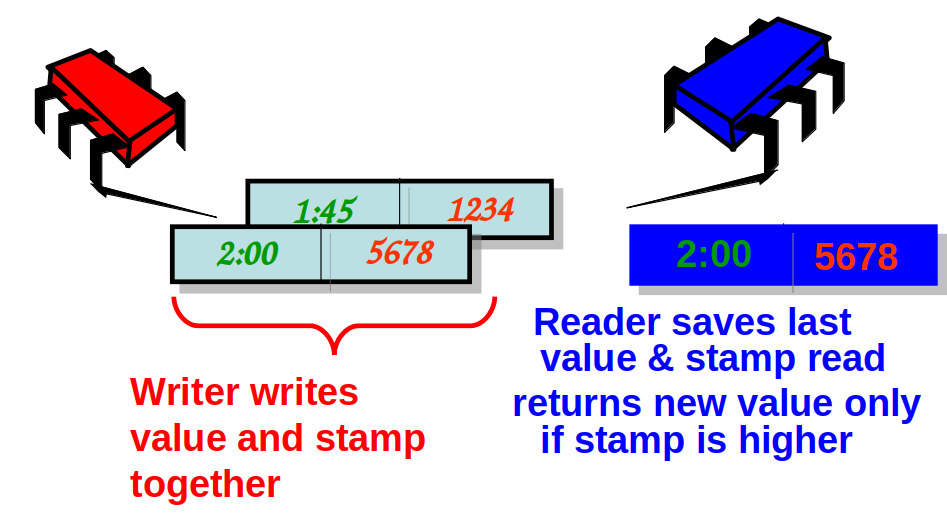 1:45 1234
2:00 5678
2:00 5678
Reader saves last
value & stamp read
returns new value only
if stamp is higher
Writer writes
value and stamp
together